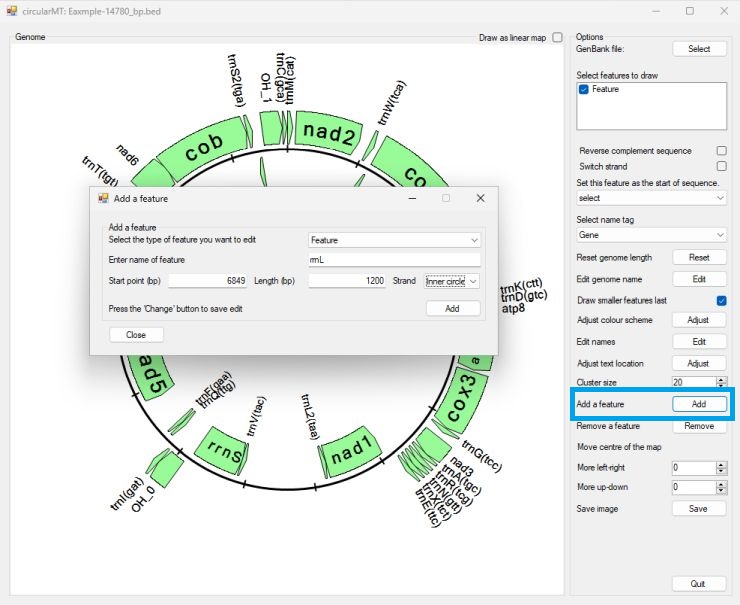 circularMT: Eaxmple-14780_bp.bed
Genome
Draw as linear map
trnS2(tga)
OH_1
trnC(gca)
trnM(cat)
nad2
trnW(tca)
cob
nad6
trnT(tgt)
co
Add a feature
Add a feature
Select the type of feature you want to edit
Feature
Enter name of feature
rrnL
Start point (bp)
6849
Length (bp)
1200
Strand
Inner circle
Press the 'Change' button to save edit
Add
Close
trnK(ctt)
trnD(gtc)
atp8
a
cox3
ad5
trnF(gaa)
trnQ(ttg)
trnV(tac)
trnL2(taa)
rrnS
nad1
trnI(gat)
OH_0
trnG(tcc)
nad3
trnA(tgc)
trnR(tcg)
trnN(gtt)
trnX(tct)
trnE(ttc)
Options
GenBank file:
Select
Select features to draw
Feature
Reverse complement sequence
Switch strand
Set this feature as the start of sequence.
select
Select name tag
Gene
Reset genome length
Reset
Edit genome name
Edit
Draw smaller features last
Adjust colour scheme
Adjust
Edit names
Edit
Adjust text location
Adjust
Cluster size
20
Add a feature
Add
Remove a feature
Remove
Move centre of the map
More left-right
0
More up-down
0
Save image
Save
Quit